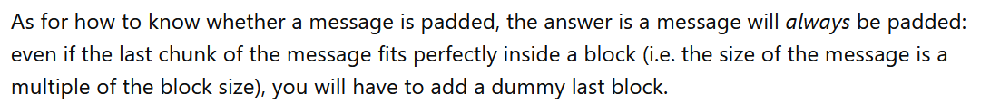 As for how to know whether a message is padded, the answer is a message will always be padded:
even if the last chunk of the message fits perfectly inside a block (i.e. the size of the message is a
multiple of the block size), you will have to add a dummy last block.